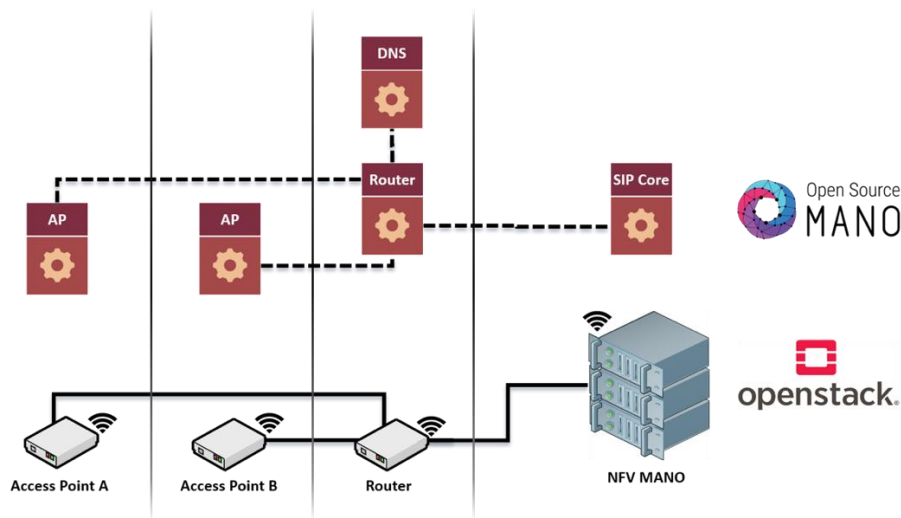 DNS
Router
SIP Core
AP
AP
Open Source
MANO
openstack.
Access Point A
Access Point B
Router
NFV MANO